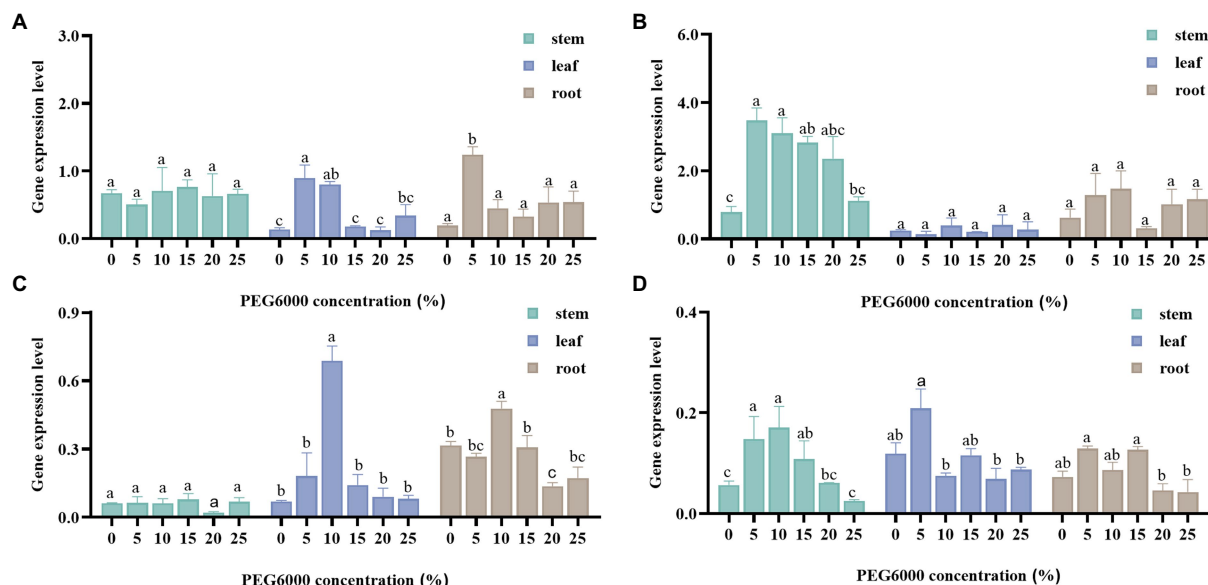 A
Gene expression level
3.0
2.0
1.0
0.0
stem
leaf
root
a a a a a a
c a ab c c bc
a b a a a a
0 5 10 15 20 25 0 5 10 15 20 25 0 5 10 15 20 25
PEG6000 concentration (%)
B
Gene expression level
6.0
4.0
2.0
0.0
stem
leaf
root
c a a ab abc bc
a a a a a a
a a a a a a
0 5 10 15 20 25 0 5 10 15 20 25 0 5 10 15 20 25
PEG6000 concentration (%)
C
Gene expression level
0.9
0.6
0.3
0.0
stem
leaf
root
a a a a a a
b b a b b b
b bc a b c bc
0 5 10 15 20 25 0 5 10 15 20 25 0 5 10 15 20 25
PEG6000 concentration (%)
D
Gene expression level
0.4
0.2
0.0
stem
leaf
root
c a a ab bc c
ab a b ab b ab
ab a ab a b b
0 5 10 15 20 25 0 5 10 15 20 25 0 5 10 15 20 25
PEG6000 concentration (%)